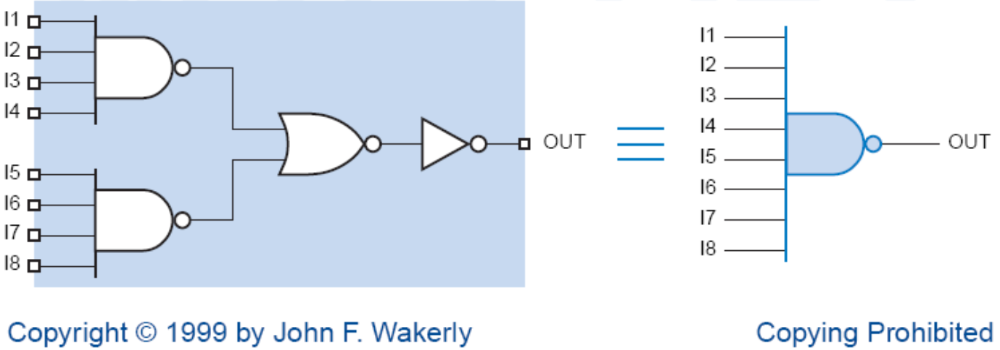 I1
I2
I3
I4
I5
I6
I7
I8
OUT
I1
I2
I3
I4
I5
I6
I7
I8
OUT
Copyright © 1999 by John F. Wakerly
Copying Prohibited